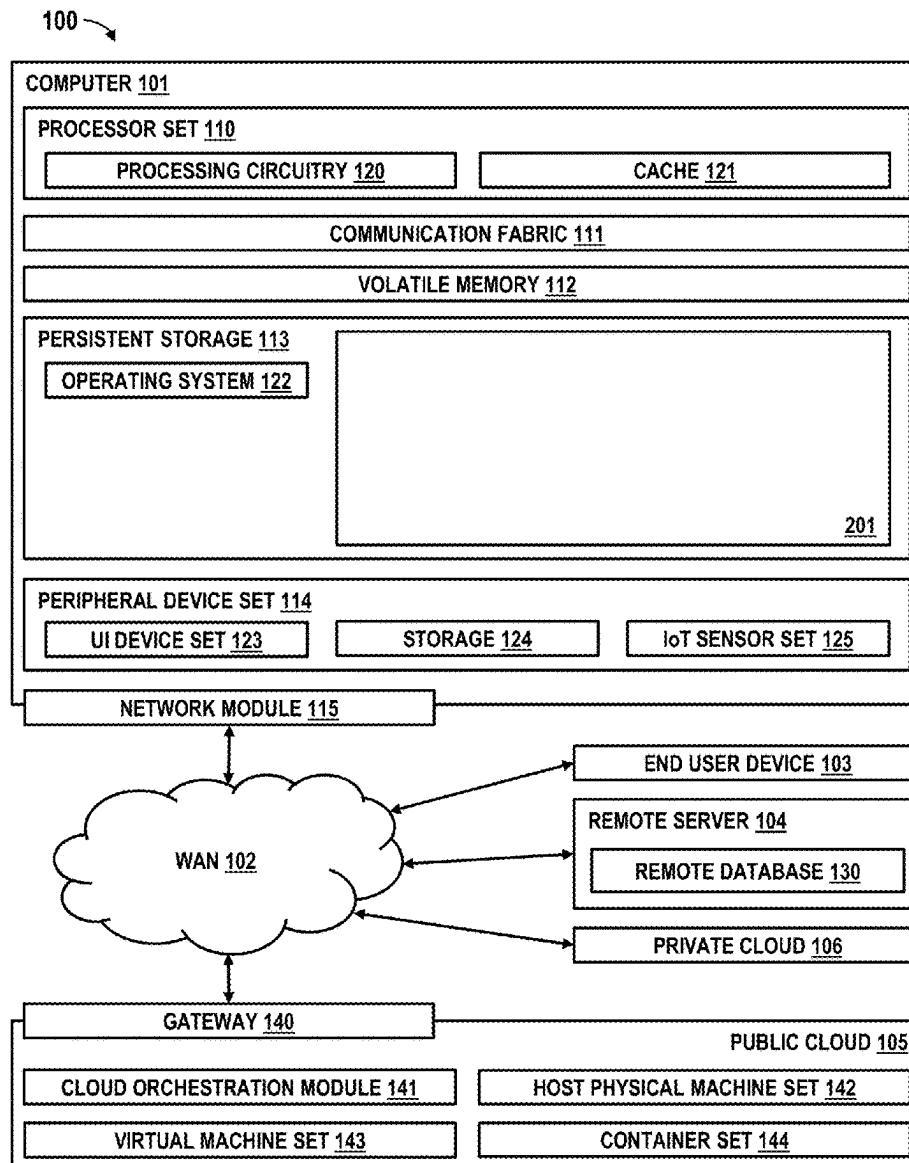 100
COMPUTER 101
PROCESSOR SET 110
PROCESSING CIRCUITRY 120
CACHE 121
COMMUNICATION FABRIC 111
VOLATILE MEMORY 112
PERSISTENT STORAGE 113
OPERATING SYSTEM 122
201
PERIPHERAL DEVICE SET 114
UI DEVICE SET 123
STORAGE 124
IoT SENSOR SET 125
NETWORK MODULE 115
END USER DEVICE 103
REMOTE SERVER 104
WAN 102
REMOTE DATABASE 130
PRIVATE CLOUD 106
GATEWAY 140
PUBLIC CLOUD 105
CLOUD ORCHESTRATION MODULE 141
HOST PHYSICAL MACHINE SET 142
VIRTUAL MACHINE SET 143
CONTAINER SET 144